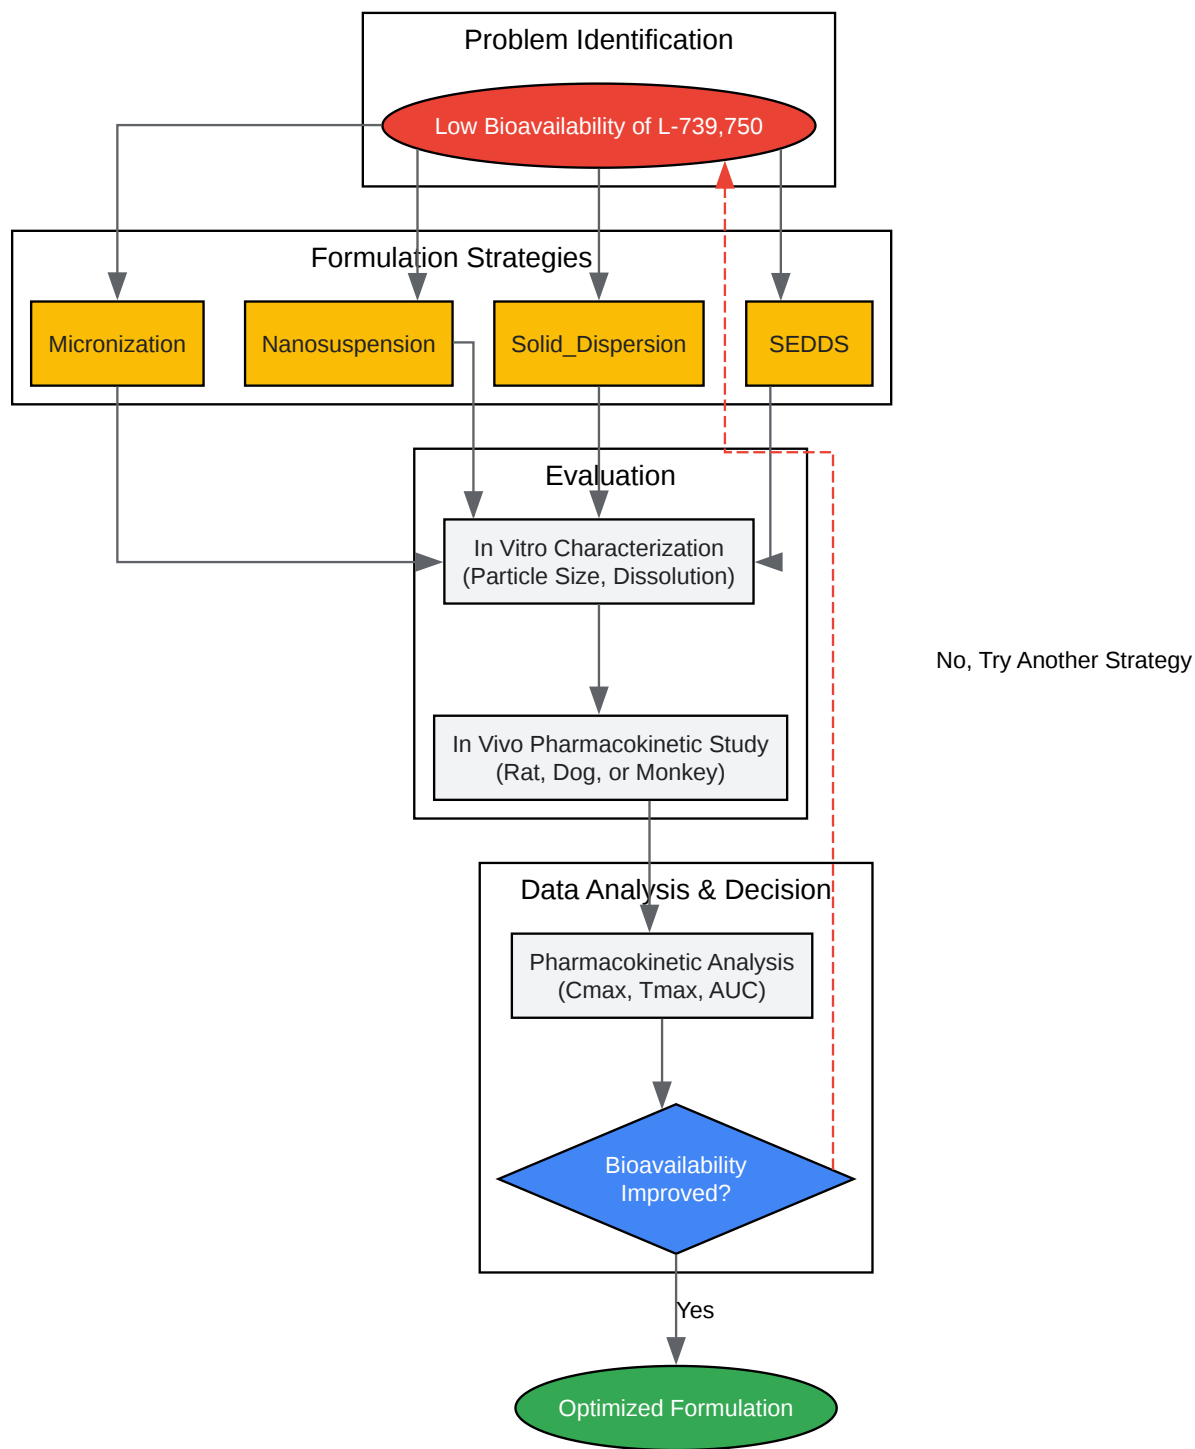 Problem Identification
Low Bioavailability of L-739,750
Formulation Strategies
Micronization
Nanosuspension
Solid_Dispersion
SEDDS
Evaluation
In Vitro Characterization
(Particle Size, Dissolution)
No, Try Another Strategy
In Vivo Pharmacokinetic Study
(Rat, Dog, or Monkey)
Data Analysis & Decision
Pharmacokinetic Analysis
(Cmax, Tmax, AUC)
Bioavailability
Improved?
Yes
Optimized Formulation